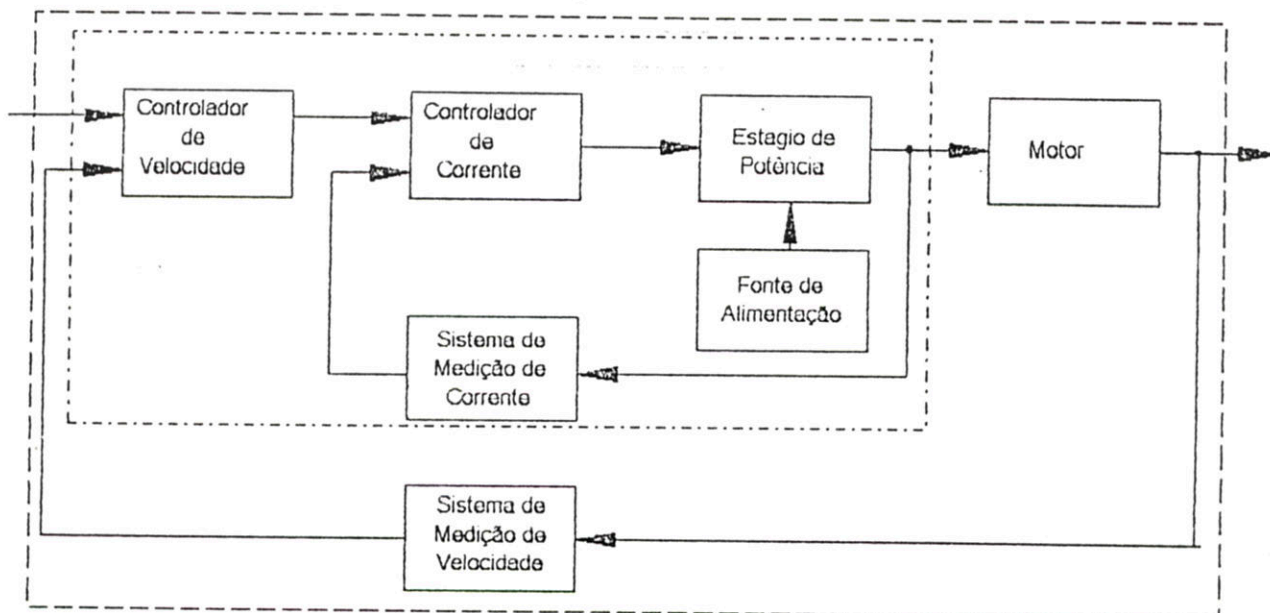 Controlador
de
Velocidade
Controlador
de
Corrente
Estagio de
Potência
Motor
Fonte de
Alimentação
Sistema de
Medição de
Corrente
Sistema de
Medição de
Velocidade